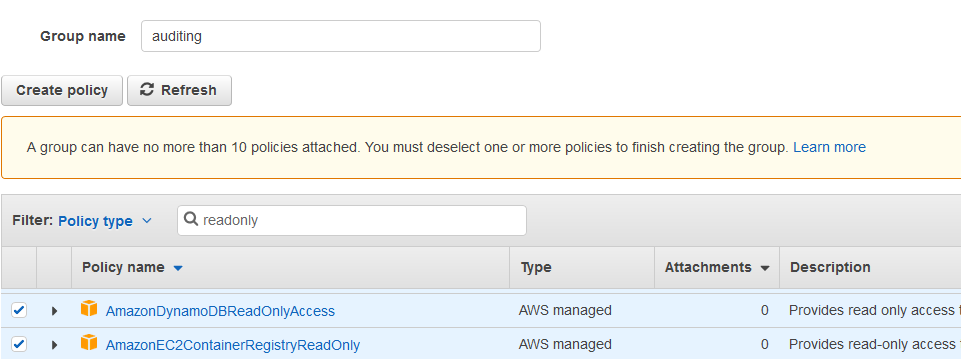 Group name auditing
Create policy Refresh
A group can have no more than 10 policies attached. You must deselect one or more policies to finish creating the group. Learn more
Filter: Policy type readonly
Policy name Type Attachments Description
AmazonDynamoDBReadOnlyAccess AWS managed 0 Provides read only access
AmazonEC2ContainerRegistryReadOnly AWS managed 0 Provides read-only access